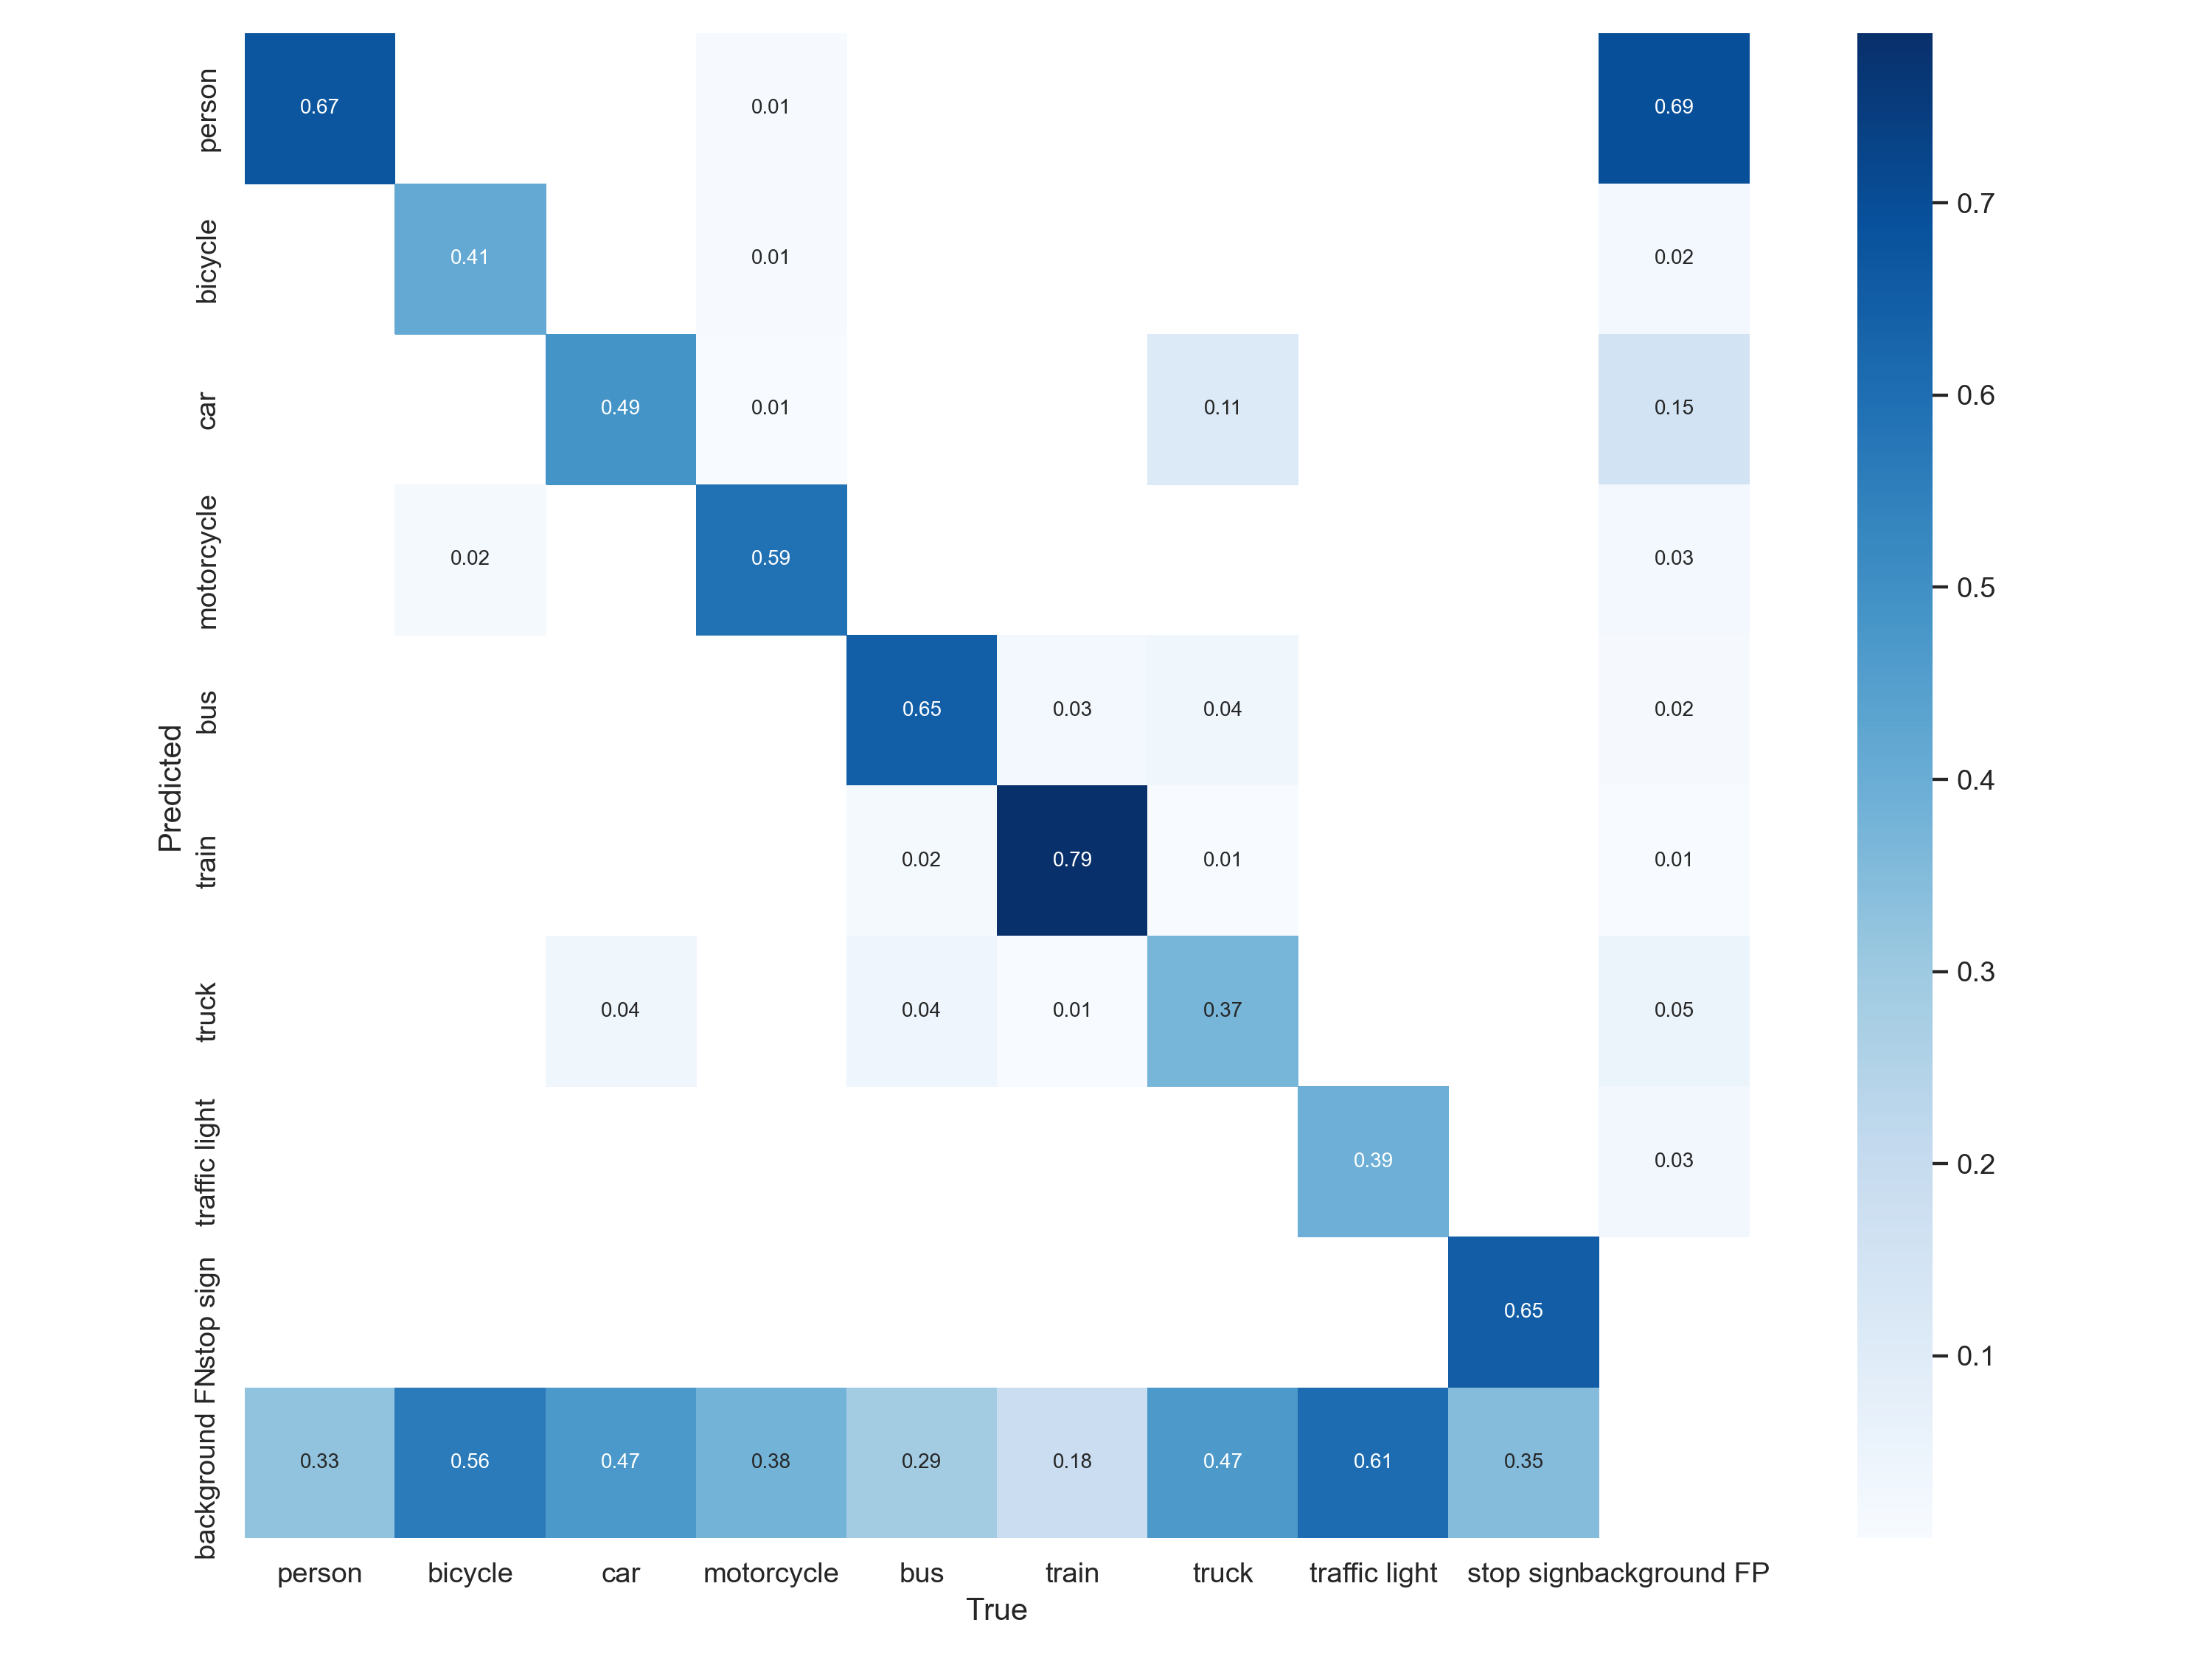 person 0.67 0.01 0.69
bicycle 0.41 0.01 0.02
car 0.49 0.01 0.11 0.15
motorcycle 0.02 0.59 0.03
bus 0.65 0.03 0.04 0.02
train 0.02 0.79 0.01 0.01
truck 0.04 0.04 0.01 0.37 0.05
traffic light 0.39 0.03
stop sign 0.65
background FN 0.33 0.56 0.47 0.38 0.29 0.18 0.47 0.61 0.35
Predicted
person bicycle car motorcycle bus train truck traffic light stop sign background FP
True
0.7
0.6
0.5
0.4
0.3
0.2
0.1